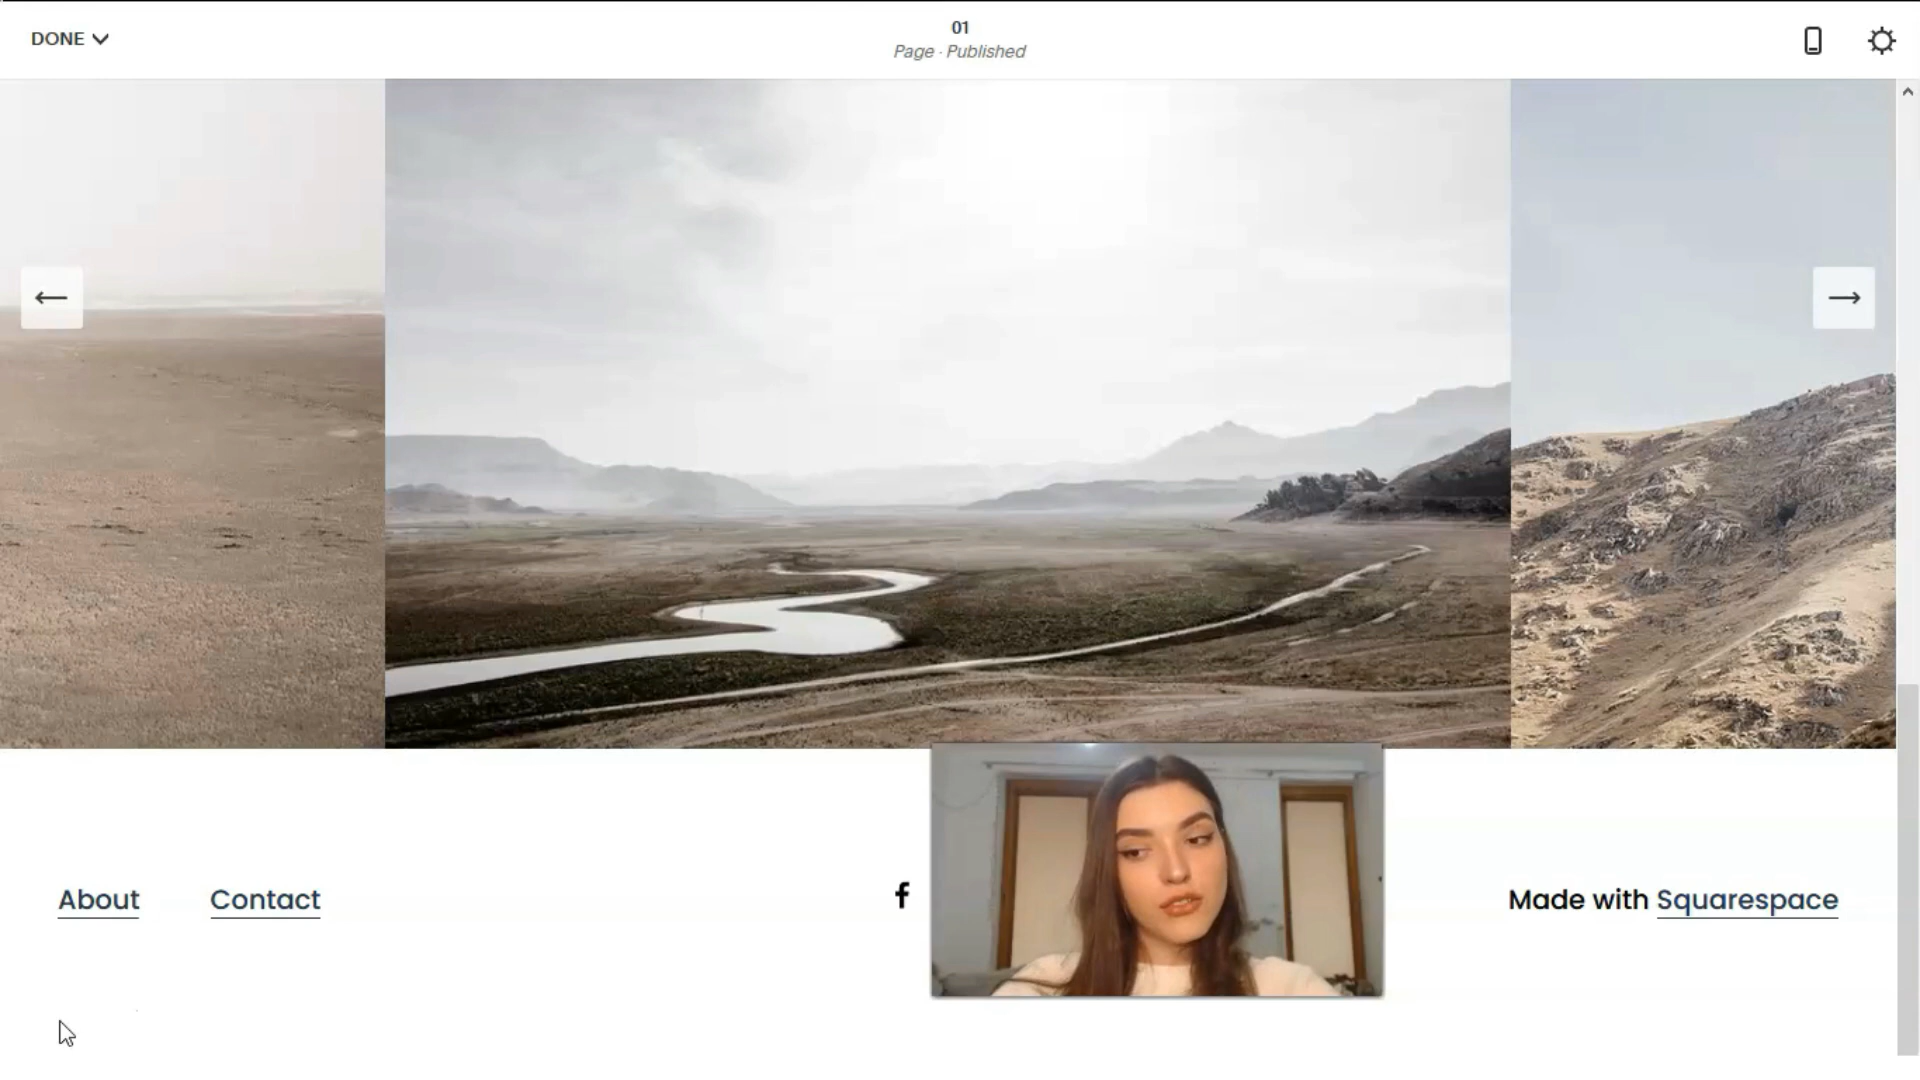 DONE
01
Page · Published
About
Contact
Made with Squarespace